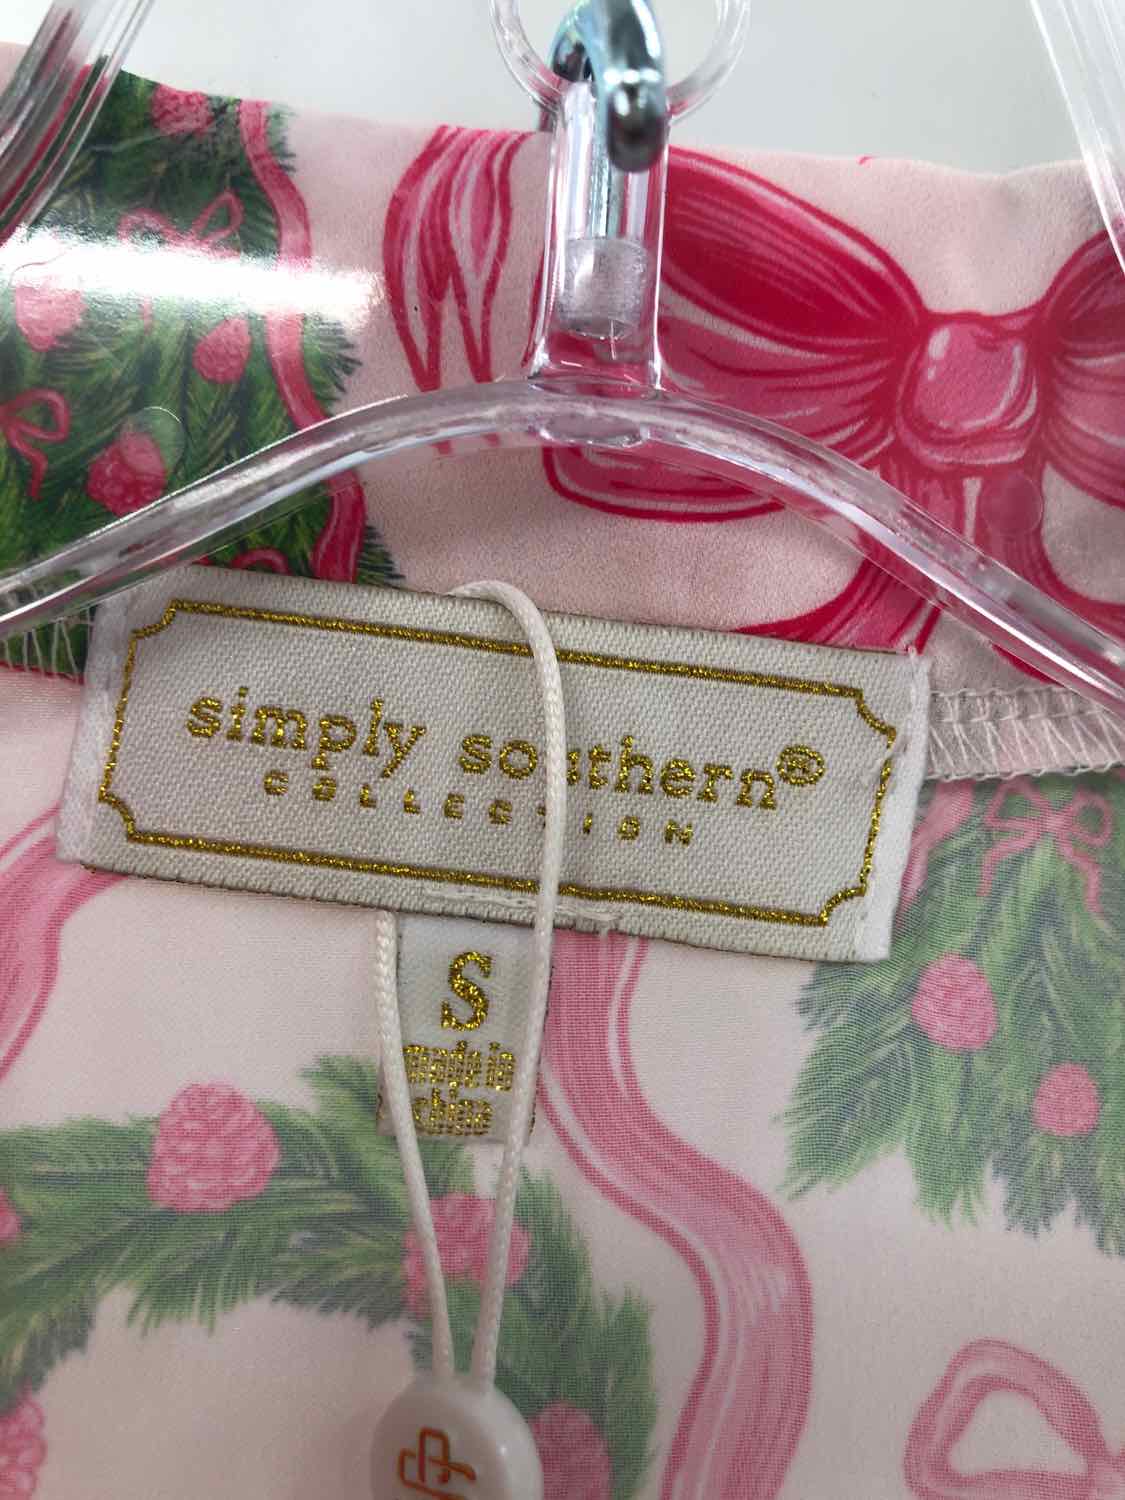 simply southern®
COLLECTION
S
made in
china